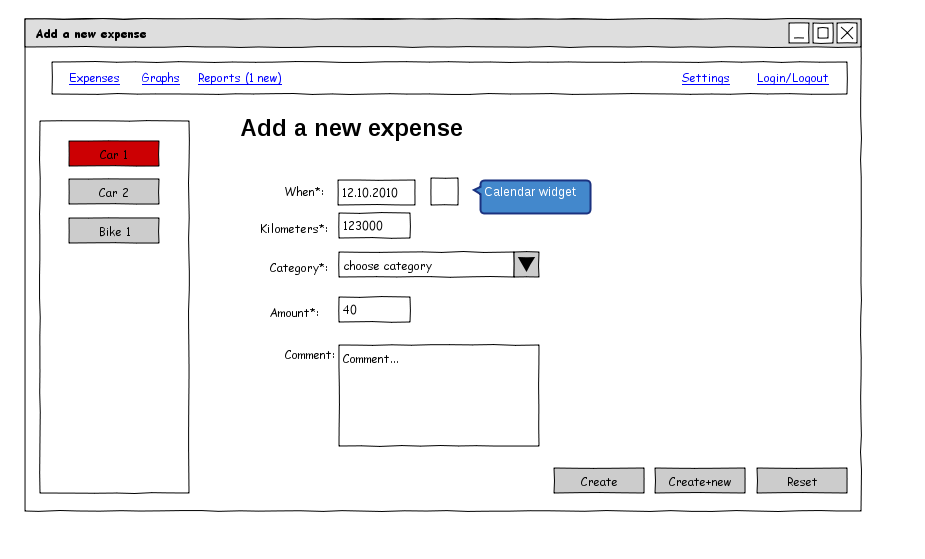 Add a new expense
Expenses Graphs Reports (1 new) Settings Login/Logout
Add a new expense
Car 1
Car 2
Bike 1
When*: 12.10.2010 Calendar widget
Kilometers*: 123000
Category*: choose category
Amount*: 40
Comment: Comment...
Create Create+new Reset